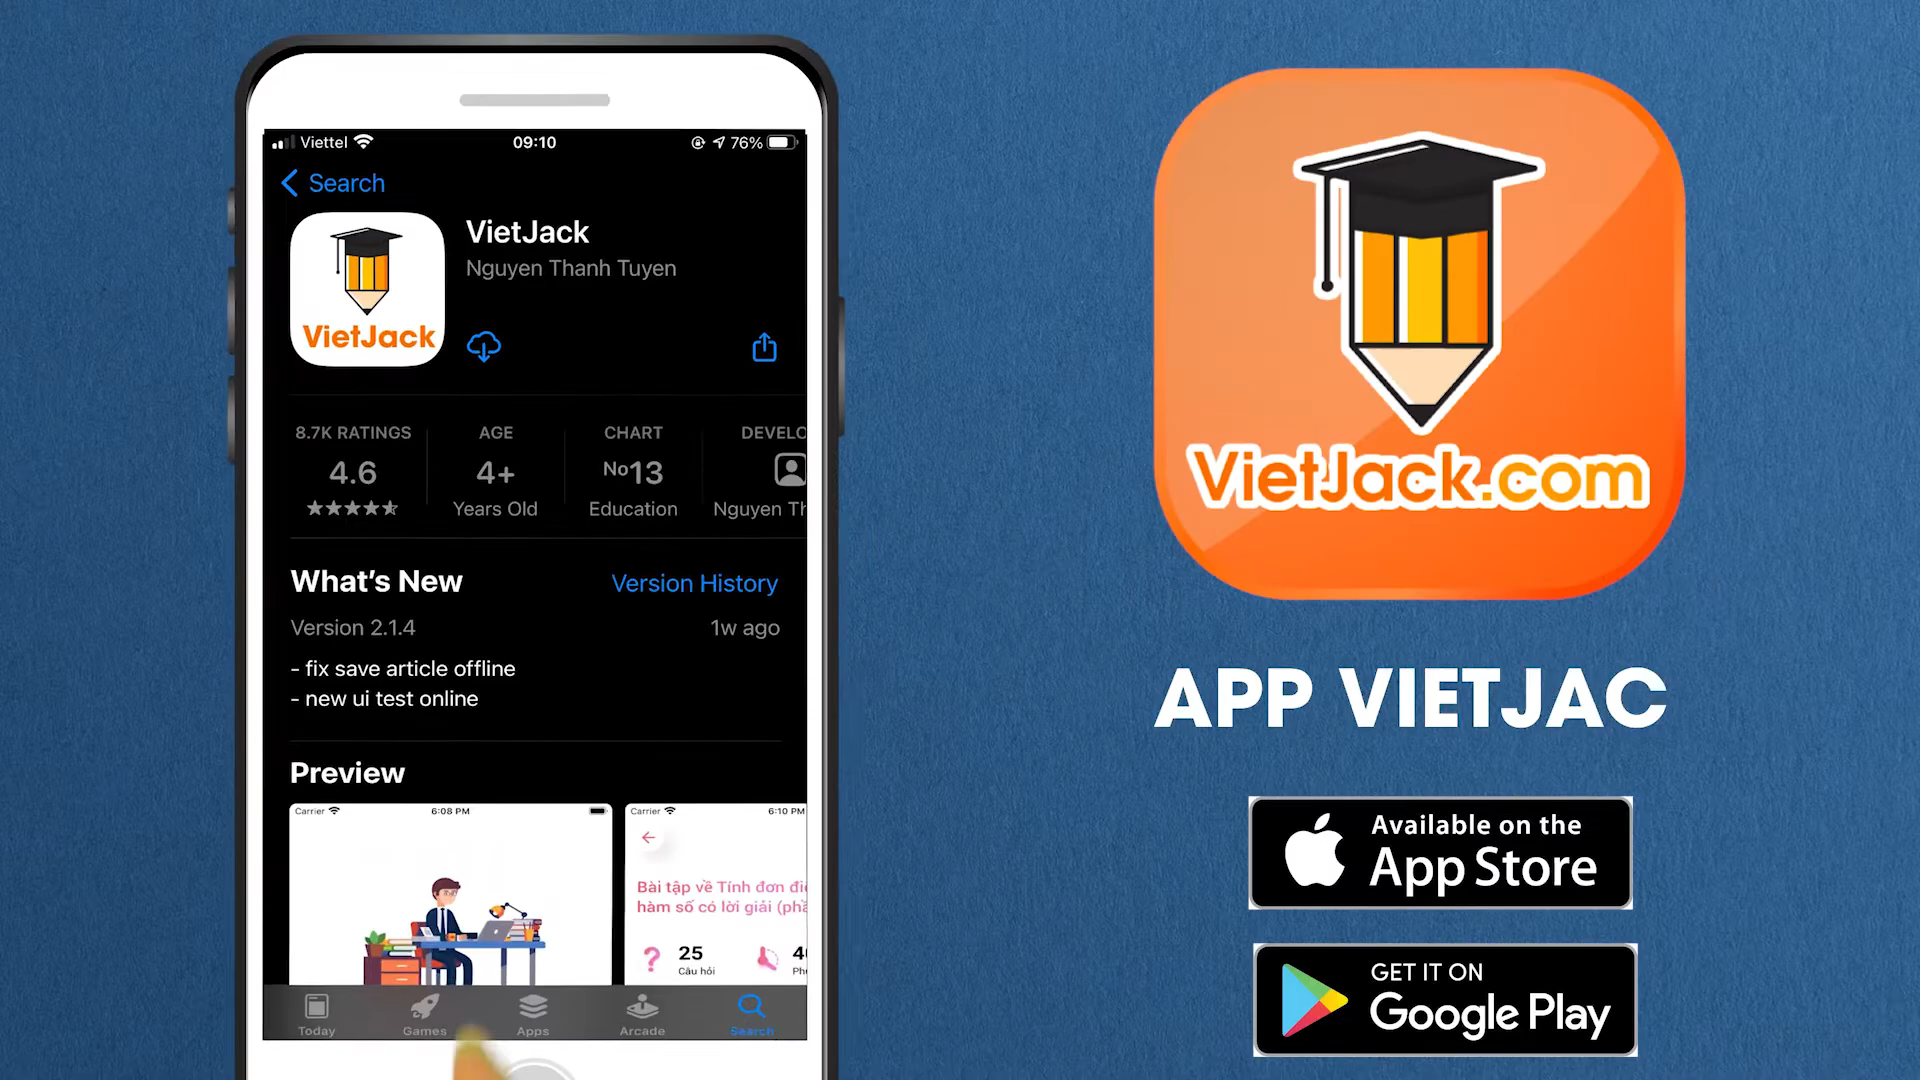 Viettel
09:10
76%
Search
VietJack
Nguyen Thanh Tuyen
VietJack
8.7K RATINGS
4.6
AGE
4+
Years Old
CHART
No13
Education
DEVELO
Nguyen Th
What's New
Version History
Version 2.1.4
1w ago
- fix save article offline
- new ui test online
Preview
Carrier
6:08 PM
Carrier
6:10 PM
Bài tập về Tính đơn đi
hàm số có lời giải (phầ
25
Câu hỏi
Today
Games
Apps
Arcade
Search
VietJack.com
APP VIETJAC
Available on the
App Store
GET IT ON
Google Play